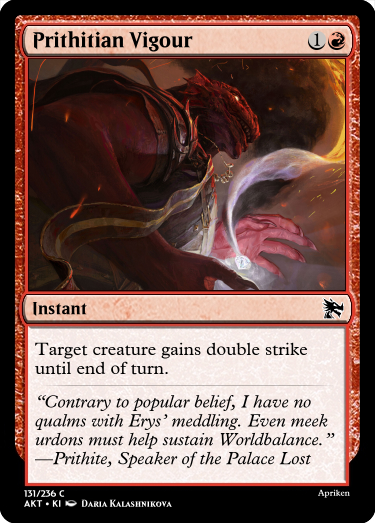 Prithitian Vigour 1
Instant
Target creature gains double strike
until end of turn.
“Contrary to popular belief, I have no
qualms with Erys’ meddling. Even meek
urdons must help sustain Worldbalance.”
—Prithite, Speaker of the Palace Lost
131/236 C Apriken
AKT • KI Daria Kalashnikova